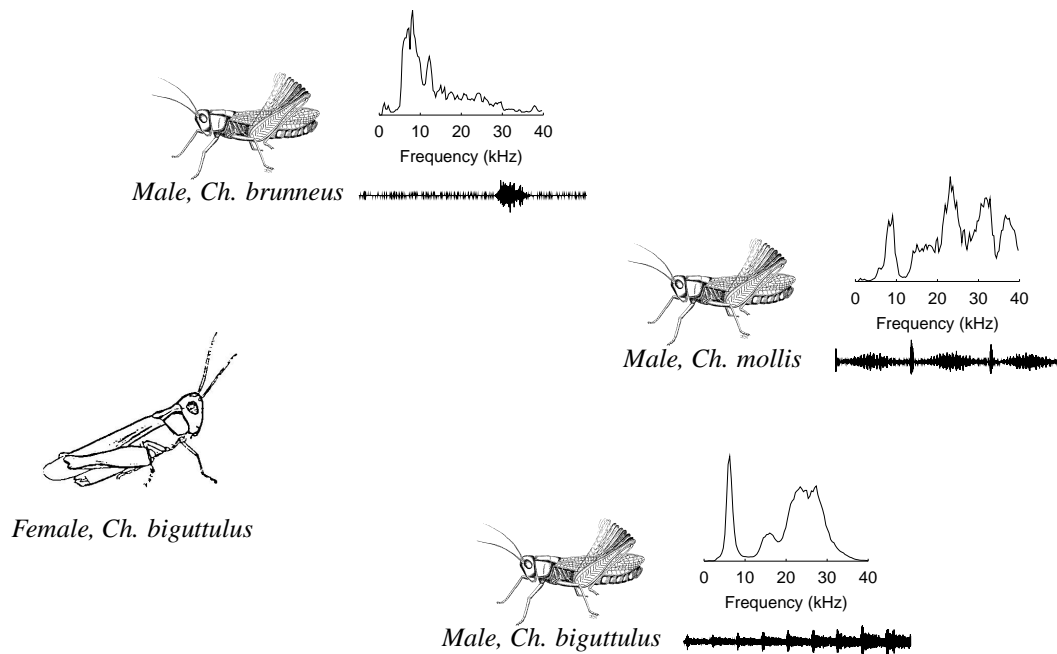 0 10 20 30 40
Frequency (kHz)
Male, Ch. brunneus
0 10 20 30 40
Frequency (kHz)
Male, Ch. mollis
Female, Ch. biguttulus
0 10 20 30 40
Frequency (kHz)
Male, Ch. biguttulus